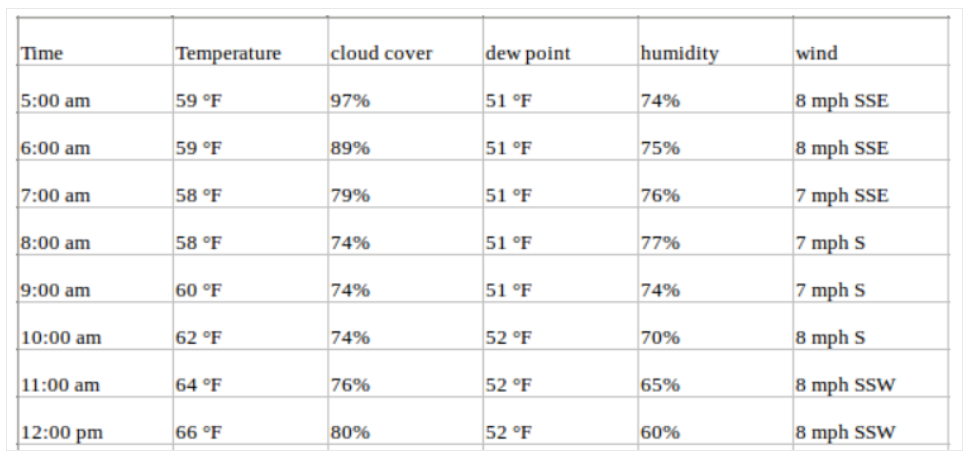 Time Temperature cloud cover dew point humidity wind
5:00 am 59 °F 97% 51 °F 74% 8 mph SSE
6:00 am 59 °F 89% 51 °F 75% 8 mph SSE
7:00 am 58 °F 79% 51 °F 76% 7 mph SSE
8:00 am 58 °F 74% 51 °F 77% 7 mph S
9:00 am 60 °F 74% 51 °F 74% 7 mph S
10:00 am 62 °F 74% 52 °F 70% 8 mph S
11:00 am 64 °F 76% 52 °F 65% 8 mph SSW
12:00 pm 66 °F 80% 52 °F 60% 8 mph SSW